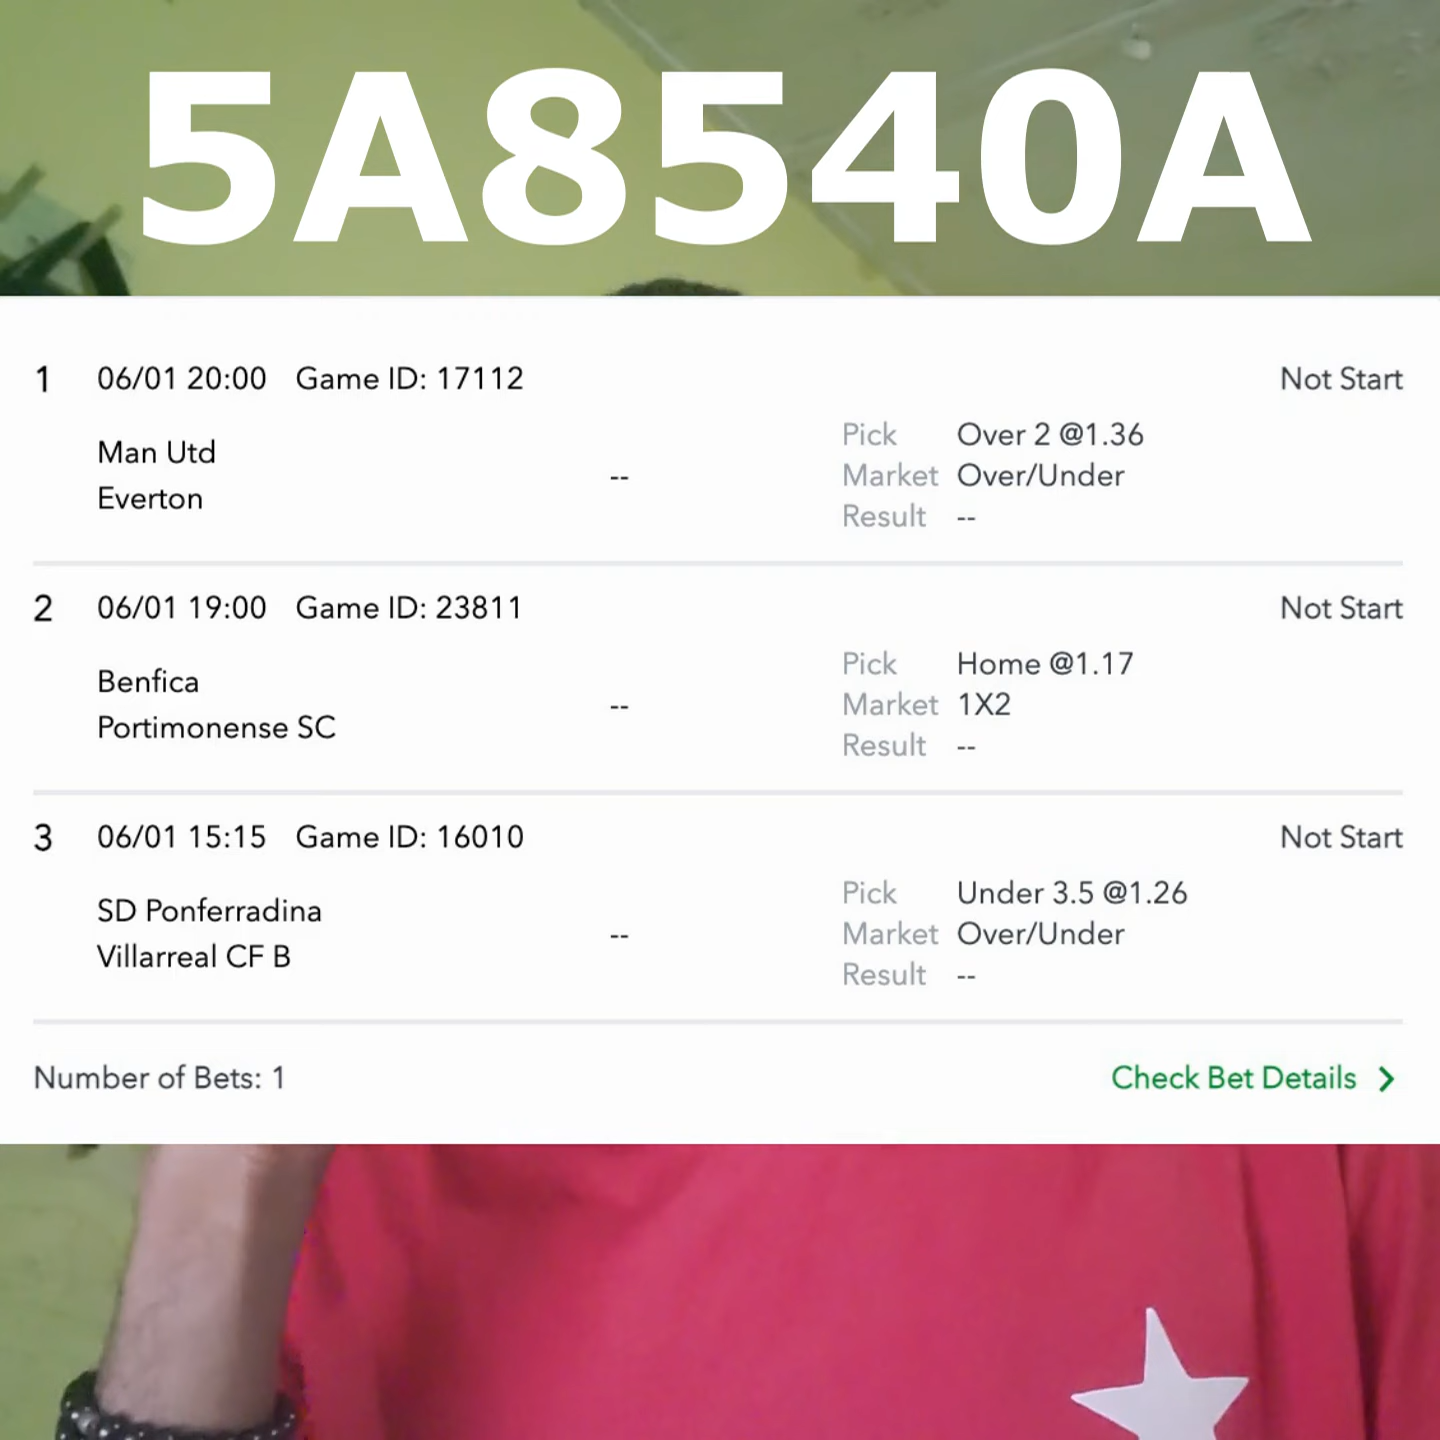 5A8540A
1 06/01 20:00 Game ID: 17112 Not Start
Man Utd
Everton
--
Pick Over 2 @1.36
Market Over/Under
Result --
2 06/01 19:00 Game ID: 23811 Not Start
Benfica
Portimonense SC
--
Pick Home @1.17
Market 1X2
Result --
3 06/01 15:15 Game ID: 16010 Not Start
SD Ponferradina
Villarreal CF B
--
Pick Under 3.5 @1.26
Market Over/Under
Result --
Number of Bets: 1 Check Bet Details